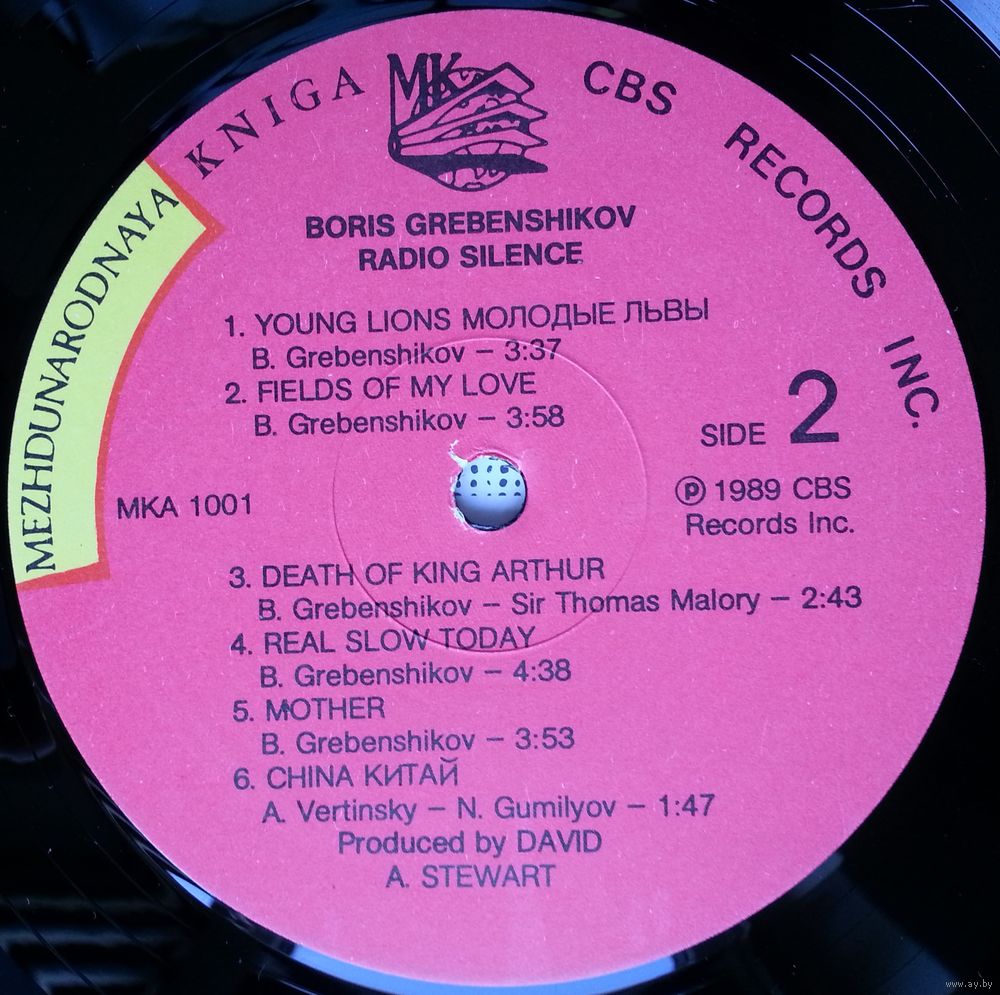 MEZHDUNARODNAYA KNIGA
MK
CBS RECORDS INC.
BORIS GREBENSHIKOV
RADIO SILENCE
1. YOUNG LIONS МОЛОДЫЕ ЛЬВЫ
B. Grebenshikov – 3:37
2. FIELDS OF MY LOVE
B. Grebenshikov – 3:58
SIDE 2
MKA 1001
Ⓟ 1989 CBS
Records Inc.
3. DEATH OF KING ARTHUR
B. Grebenshikov – Sir Thomas Malory – 2:43
4. REAL SLOW TODAY
B. Grebenshikov – 4:38
5. MOTHER
B. Grebenshikov – 3:53
6. CHINA КИТАЙ
A. Vertinsky – N. Gumilyov – 1:47
Produced by DAVID
A. STEWART
www.ay.by